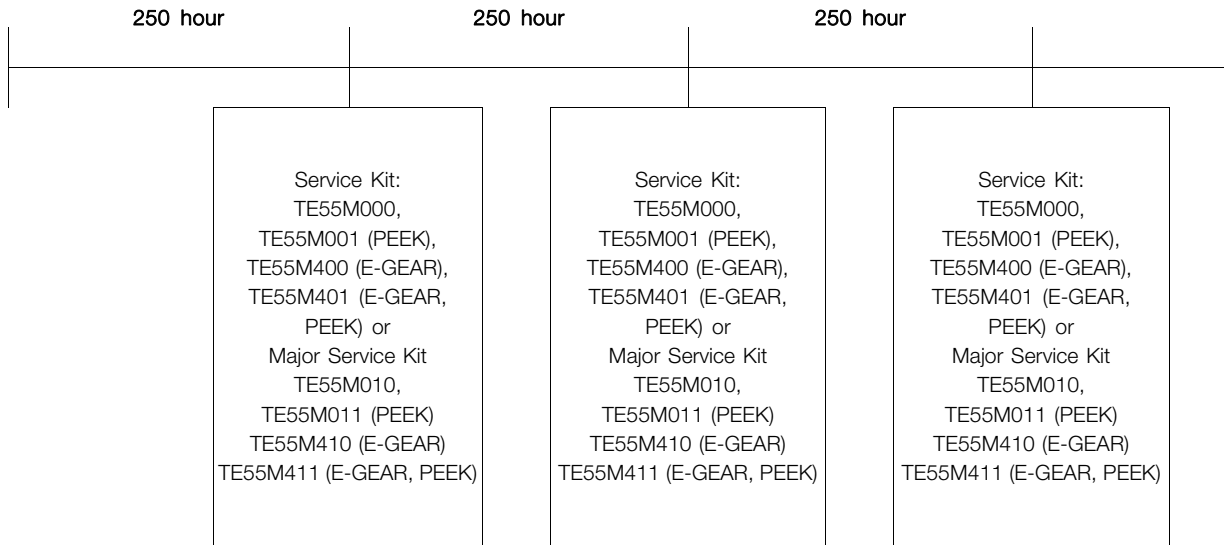 250 hour 250 hour 250 hour
Service Kit:
TE55M000,
TE55M001 (PEEK),
TE55M400 (E-GEAR),
TE55M401 (E-GEAR,
PEEK) or
Major Service Kit
TE55M010,
TE55M011 (PEEK)
TE55M410 (E-GEAR)
TE55M411 (E-GEAR, PEEK)
Service Kit:
TE55M000,
TE55M001 (PEEK),
TE55M400 (E-GEAR),
TE55M401 (E-GEAR,
PEEK) or
Major Service Kit
TE55M010,
TE55M011 (PEEK)
TE55M410 (E-GEAR)
TE55M411 (E-GEAR, PEEK)
Service Kit:
TE55M000,
TE55M001 (PEEK),
TE55M400 (E-GEAR),
TE55M401 (E-GEAR,
PEEK) or
Major Service Kit
TE55M010,
TE55M011 (PEEK)
TE55M410 (E-GEAR)
TE55M411 (E-GEAR, PEEK)